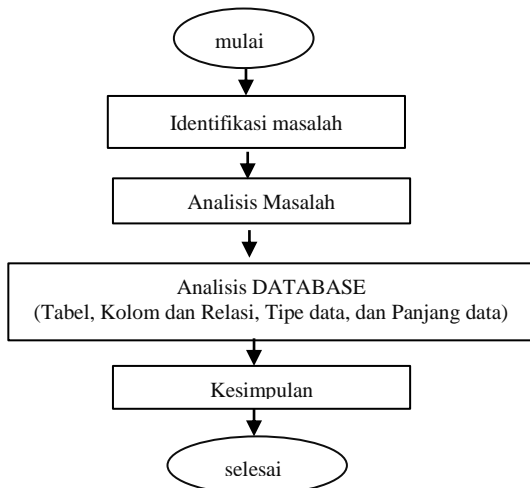 mulai
Identifikasi masalah
Analisis Masalah
Analisis DATABASE
(Tabel, Kolom dan Relasi, Tipe data, dan Panjang data)
Kesimpulan
selesai